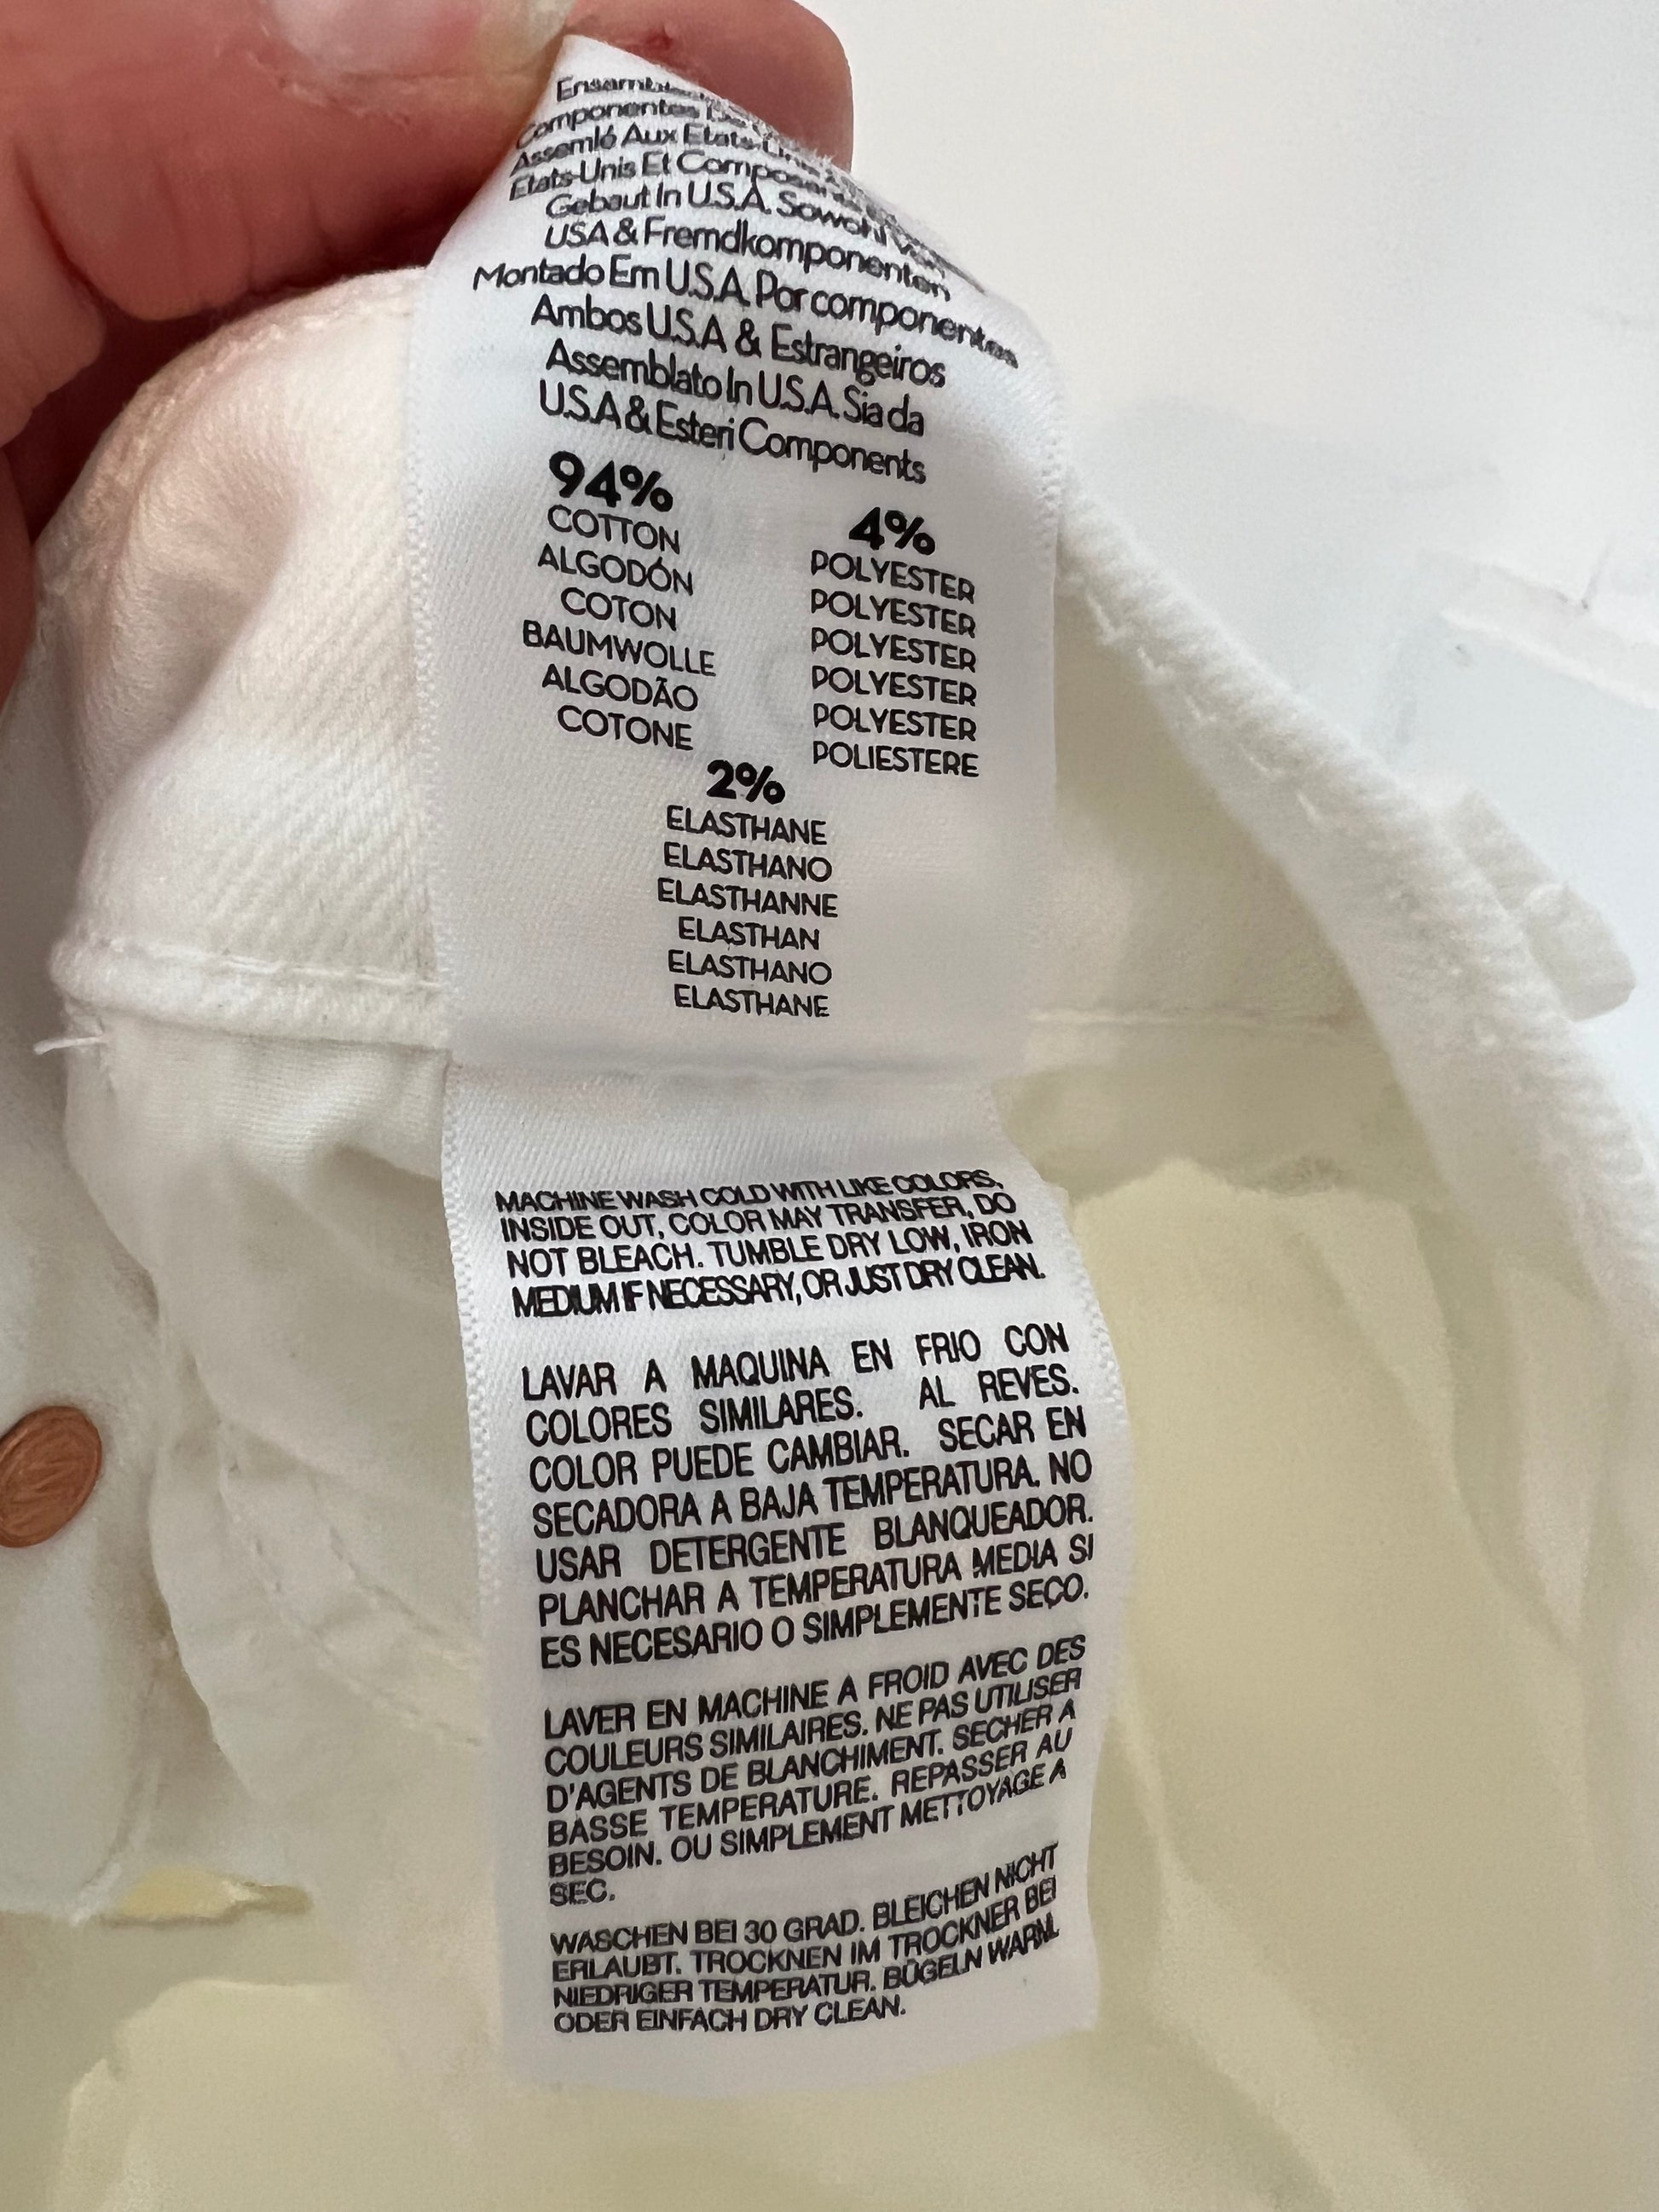 Componentes
Assemló Aux Etats-Unis
Etats-Unis Et Composants
Gebaut In U.S.A. Sowohl Von
USA & Fremdkomponenten
Montado Em U.S.A. Por componentes
Ambos U.S.A & Estrangeiros
Assemblato In U.S.A. Sia da
U.S.A & Esteri Components
94%
COTTON
ALGODÓN
COTON
BAUMWOLLE
ALGODÃO
COTONE
4%
POLYESTER
POLYESTER
POLYESTER
POLYESTER
POLYESTER
POLIESTERE
2%
ELASTHANE
ELASTHANO
ELASTHANNE
ELASTHAN
ELASTHANO
ELASTHANE
MACHINE WASH COLD WITH LIKE COLORS,
INSIDE OUT, COLOR MAY TRANSFER, DO
NOT BLEACH. TUMBLE DRY LOW, IRON
MEDIUM IF NECESSARY, OR JUST DRY CLEAN.
LAVAR A MAQUINA EN FRIO CON
COLORES SIMILARES. AL REVES.
COLOR PUEDE CAMBIAR. SECAR EN
SECADORA A BAJA TEMPERATURA. NO
USAR DETERGENTE BLANQUEADOR.
PLANCHAR A TEMPERATURA MEDIA SI
ES NECESARIO O SIMPLEMENTE SECO.
LAVER EN MACHINE A FROID AVEC DES
COULEURS SIMILAIRES. NE PAS UTILISER
D'AGENTS DE BLANCHIMENT. SECHER A
BASSE TEMPERATURE. REPASSER AU
BESOIN. OU SIMPLEMENT METTOYAGE A
SEC.
WASCHEN BEI 30 GRAD. BLEICHEN NICHT
ERLAUBT. TROCKNEN IM TROCKNER BEI
NIEDRIGER TEMPERATUR. BÜGELN WARM.
ODER EINFACH DRY CLEAN.